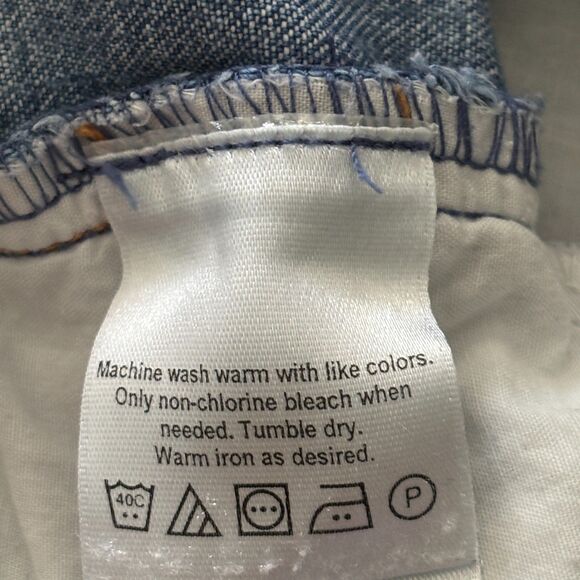 Machine wash warm with like colors.
Only non-chlorine bleach when
needed. Tumble dry.
Warm iron as desired.
40C P